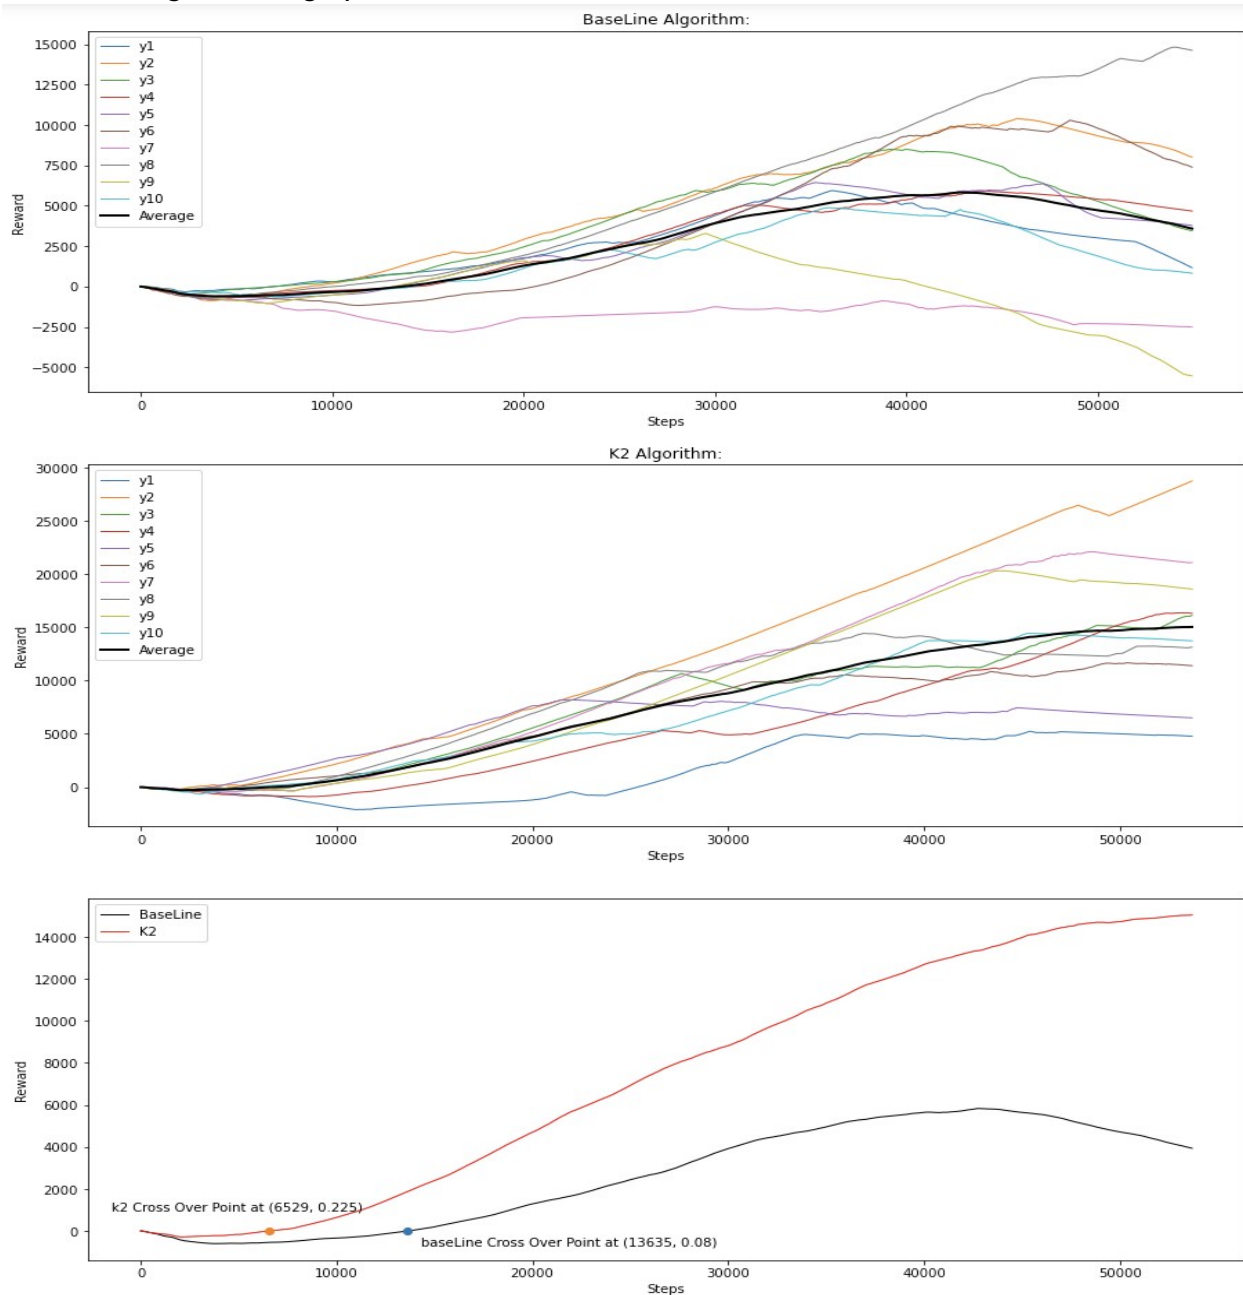 BaseLine Algorithm:
15000
12500
10000
7500
5000
2500
0
−2500
−5000
Reward
y1
y2
y3
y4
y5
y6
y7
y8
y9
y10
Average
0 10000 20000 30000 40000 50000
Steps
K2 Algorithm:
30000
25000
20000
15000
10000
5000
0
Reward
y1
y2
y3
y4
y5
y6
y7
y8
y9
y10
Average
0 10000 20000 30000 40000 50000
Steps
14000
12000
10000
8000
6000
4000
2000
0
Reward
BaseLine
K2
k2 Cross Over Point at (6529, 0.225)
baseLine Cross Over Point at (13635, 0.08)
0 10000 20000 30000 40000 50000
Steps